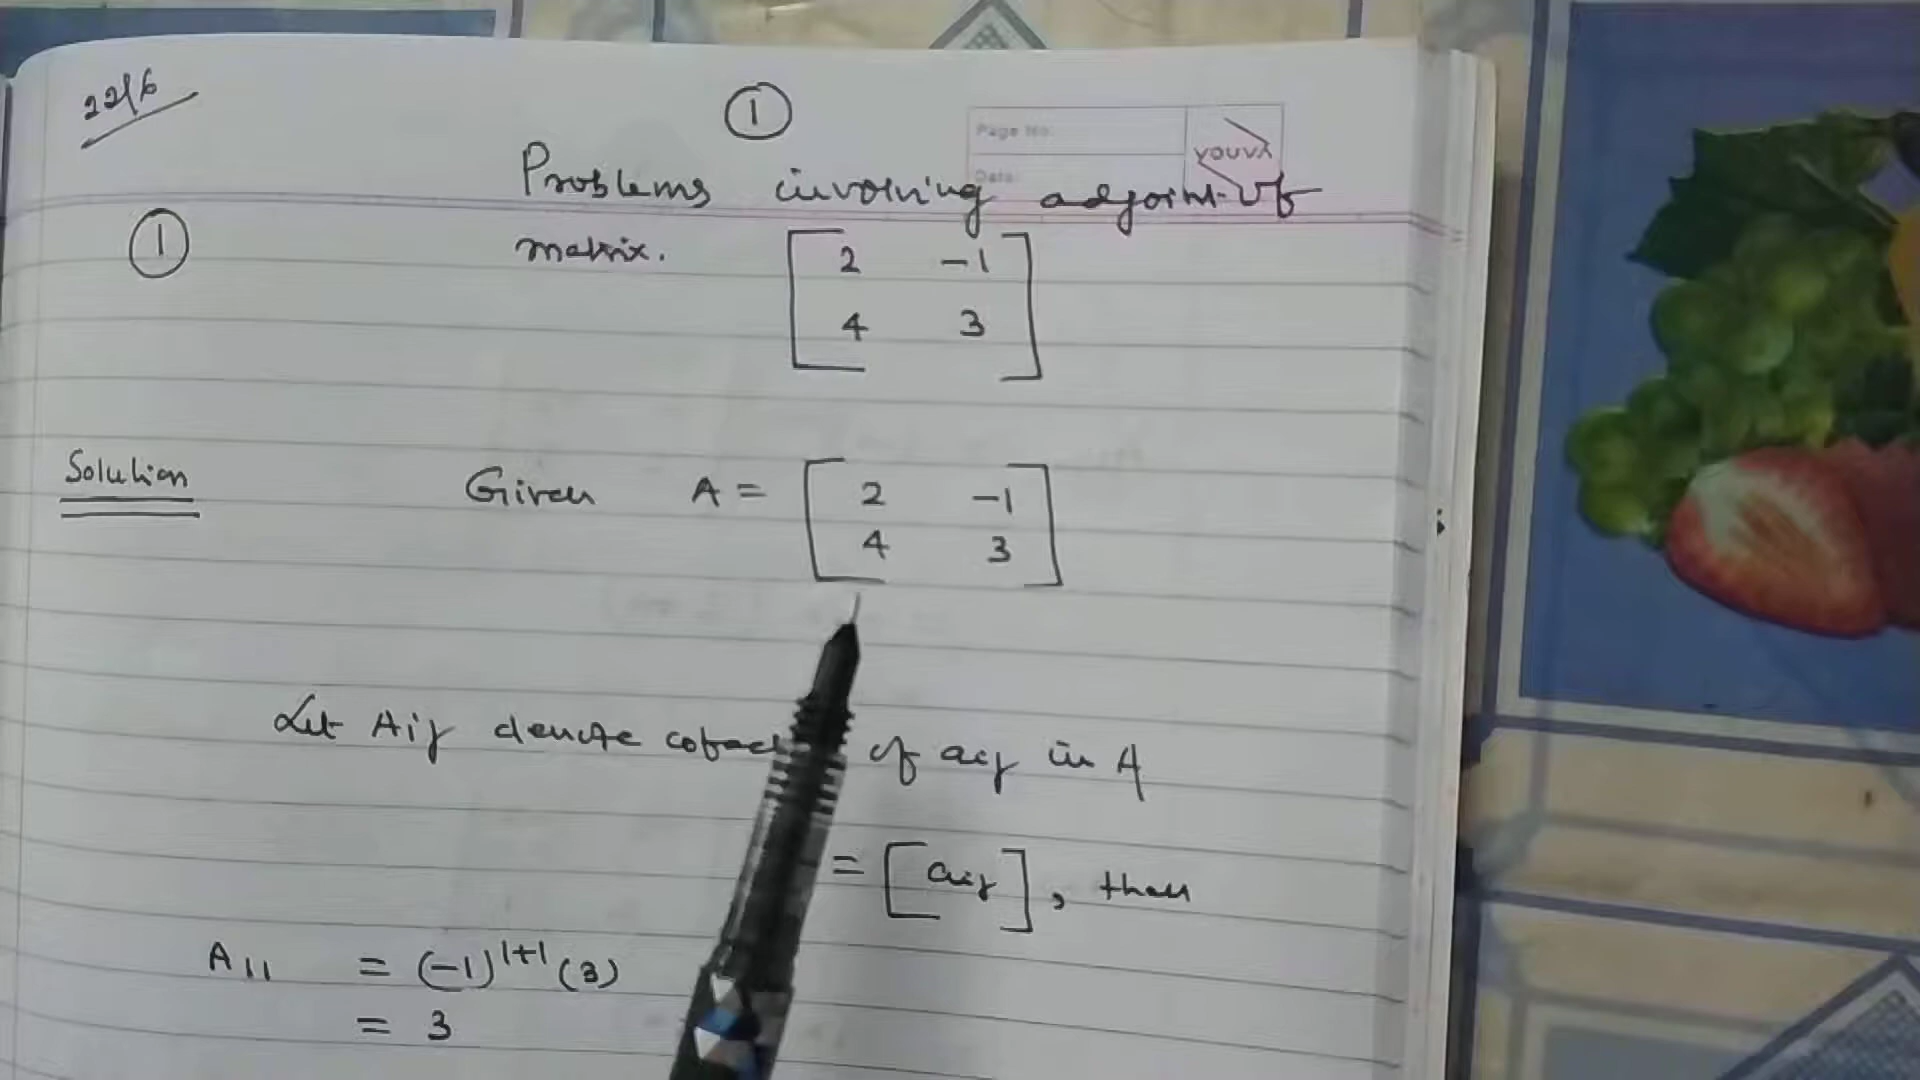 22/6
①
Page No:
Date:
YOUVA
Problems involving adjoint of
①
matrix.
[ 2 -1
4 3 ]
Solution
Given A = [ 2 -1
4 3 ]
Let Aij denote of aij in A
= [aij], then
A11 = (-1)^1+1 (3)
= 3